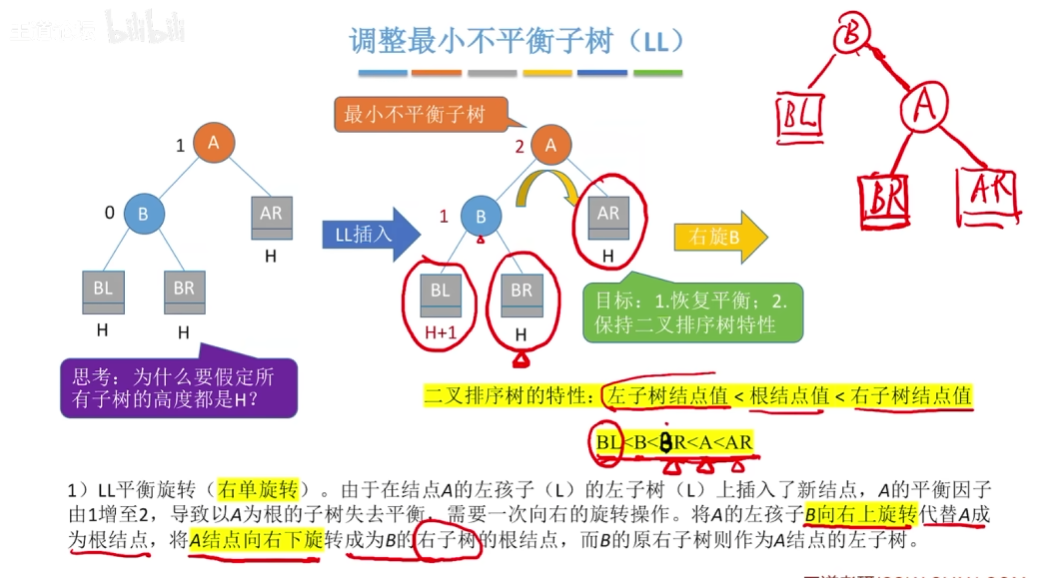 bilibili
调整最小不平衡子树（LL）
B
BL
A
BR
AR
最小不平衡子树
1
A
0
B
AR
H
BL
BR
H
H
LL插入
2
A
1
B
AR
H
BL
BR
H+1
H
右旋B
目标：1.恢复平衡；2.
保持二叉排序树特性
思考：为什么要假定所
有子树的高度都是H？
二叉排序树的特性：左子树结点值 < 根结点值 < 右子树结点值
BL<B<BR<A<AR
1）LL平衡旋转（右单旋转）。由于在结点A的左孩子（L）的左子树（L）上插入了新结点，A的平衡因子
由1增至2，导致以A为根的子树失去平衡，需要一次向右的旋转操作。将A的左孩子B向右上旋转代替A成
为根结点，将A结点向右下旋转成为B的右子树的根结点，而B的原右子树则作为A结点的左子树。